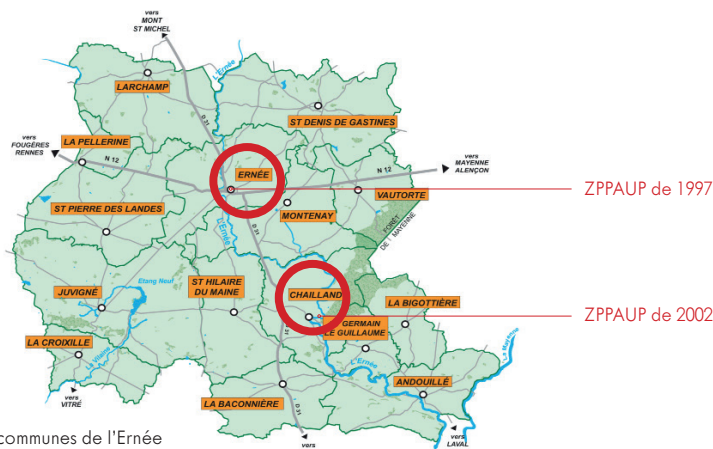 vers
MONT
ST MICHEL
L'Ernée
LARCHAMP
D 31
ST DENIS DE GASTINES
vers
FOUGÈRES
RENNES
LA PELLERINE
N 12
ERNÉE
N 12
vers
MAYENNE
ALENÇON
VAUTORTE
ZPPAUP de 1997
ST PIERRE DES LANDES
L'Ernée
MONTENAY
D 31
FORÊT
DE MAYENNE
JUVIGNÉ
Etang Neuf
ST HILAIRE
DU MAINE
CHAILLAND
LA BIGOTTIÈRE
GERMAIN
LE GUILLAUME
ZPPAUP de 2002
D 31
LA CROIXILLE
La Vilaine
L'Ernée
La Mayenne
ANDOUILLÉ
vers
VITRÉ
LA BACONNIÈRE
D 31
vers
LAVAL
vers
communes de l'Ernée